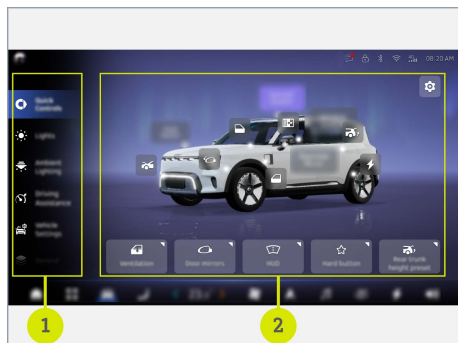 08:20 AM
Quick
Controls
Lights
Ambient
Lighting
Driving
Assistance
Vehicle
Settings
Ventilation
Door mirrors
HUD
Hard button
Rear trunk
height preset
1
2